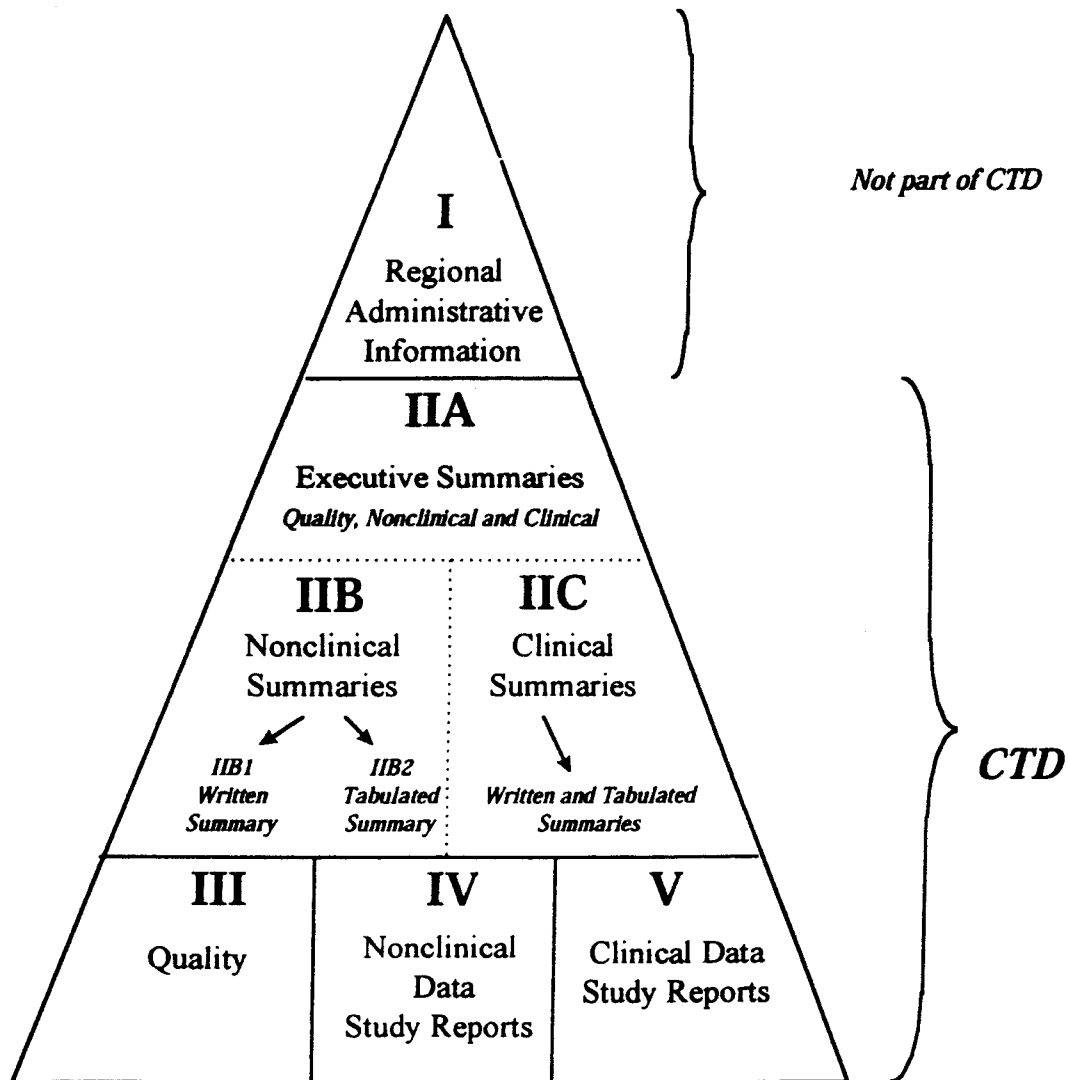 Not part of CTD
I
Regional
Administrative
Information
IIA
Executive Summaries
Quality, Nonclinical and Clinical
IIB
Nonclinical
Summaries
IIB1
Written
Summary
IIB2
Tabulated
Summary
IIC
Clinical
Summaries
Written and Tabulated
Summaries
CTD
III
Quality
IV
Nonclinical
Data
Study Reports
V
Clinical Data
Study Reports